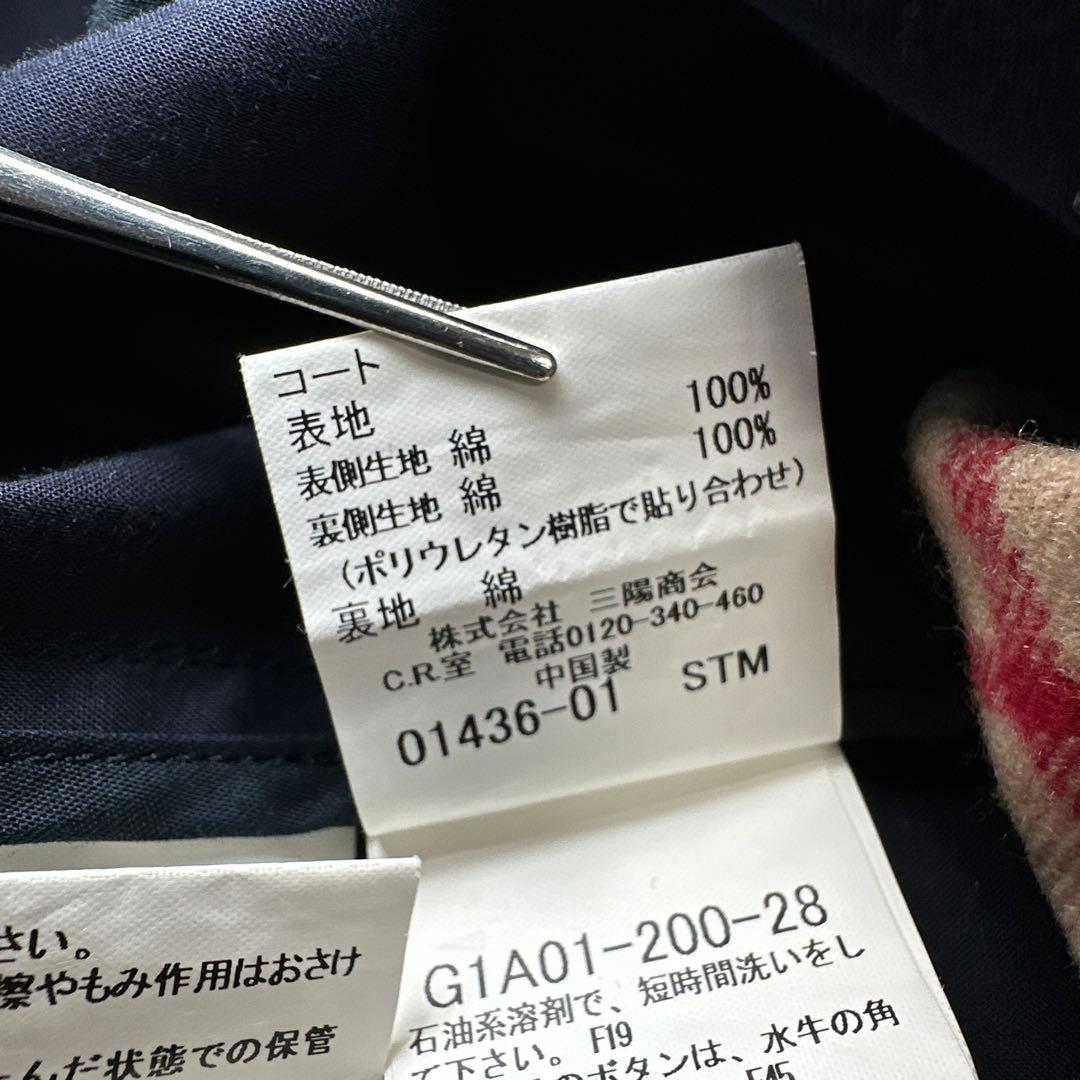 コート
表地
表側生地 綿 100%
裏側生地 綿 100%
(ポリウレタン樹脂で貼り合わせ)
裏地 綿
株式会社 三陽商会
C.R.室 電話0120-340-460
中国製
01436-01 STM
G1A01-200-28
石油系溶剤で、短時間洗いをし
て下さい。 F19
のボタンは、水牛の角
さい。
擦やもみ作用はおさけ
んだ状態での保管